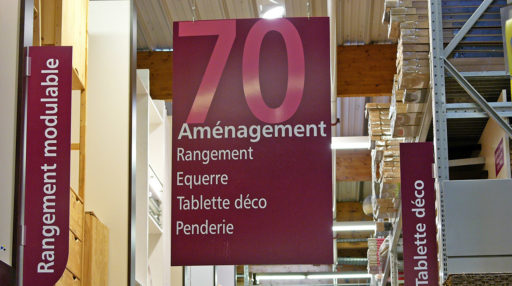 Rangement modulable
70
Aménagement
Rangement
Equerre
Tablette déco
Penderie
Tablette déco